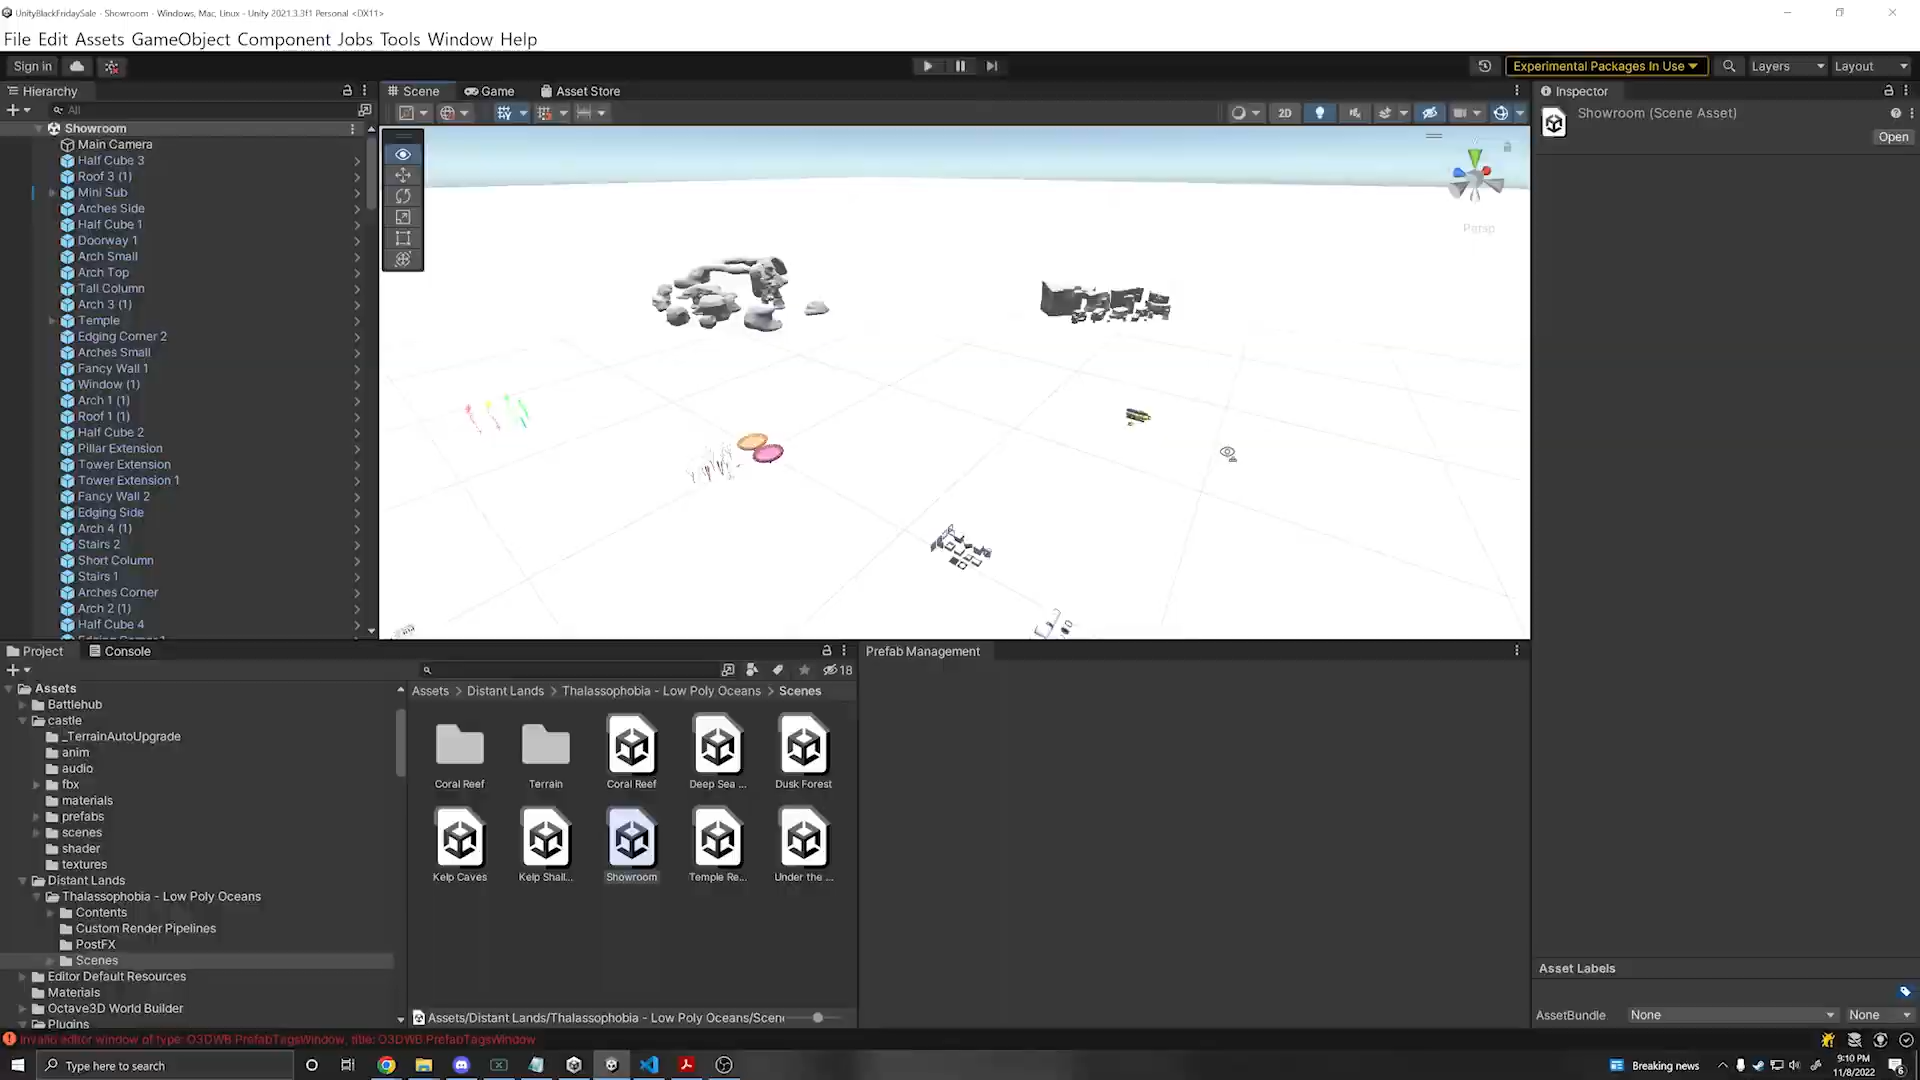 UnityBlackFridaySale - Showroom - Windows, Mac, Linux - Unity 2021.3.3f1 Personal <DX11>
File Edit Assets GameObject Component Jobs Tools Window Help
Sign in
Experimental Packages In Use
Layers
Layout
Hierarchy
Scene
Game
Asset Store
Inspector
All
2D
Showroom (Scene Asset)
Open
Showroom
Main Camera
Half Cube 3
Roof 3 (1)
Mini Sub
Arches Side
Half Cube 1
Doorway 1
Arch Small
Arch Top
Tall Column
Arch 3 (1)
Temple
Edging Corner 2
Arches Small
Fancy Wall 1
Window (1)
Arch 1 (1)
Roof 1 (1)
Half Cube 2
Pillar Extension
Tower Extension
Tower Extension 1
Fancy Wall 2
Edging Side
Arch 4 (1)
Stairs 2
Short Column
Stairs 1
Arches Corner
Arch 2 (1)
Half Cube 4
Persp
Project
Console
18
Assets
Battlehub
castle
_TerrainAutoUpgrade
anim
audio
fbx
materials
prefabs
scenes
shader
textures
Distant Lands
Thalassophobia - Low Poly Oceans
Contents
Custom Render Pipelines
PostFX
Scenes
Editor Default Resources
Materials
Octave3D World Builder
Plugins
Assets > Distant Lands > Thalassophobia - Low Poly Oceans > Scenes
Coral Reef
Terrain
Coral Reef
Deep Sea ...
Dusk Forest
Kelp Caves
Kelp Shall...
Showroom
Temple Re...
Under the ...
Assets/Distant Lands/Thalassophobia - Low Poly Oceans/Scen
Prefab Management
Asset Labels
AssetBundle
None
None
Invalid editor window of type: O3DWB.PrefabTagsWindow, title: O3DWB.PrefabTagsWindow
Type here to search
Breaking news
9:10 PM
11/8/2022
6